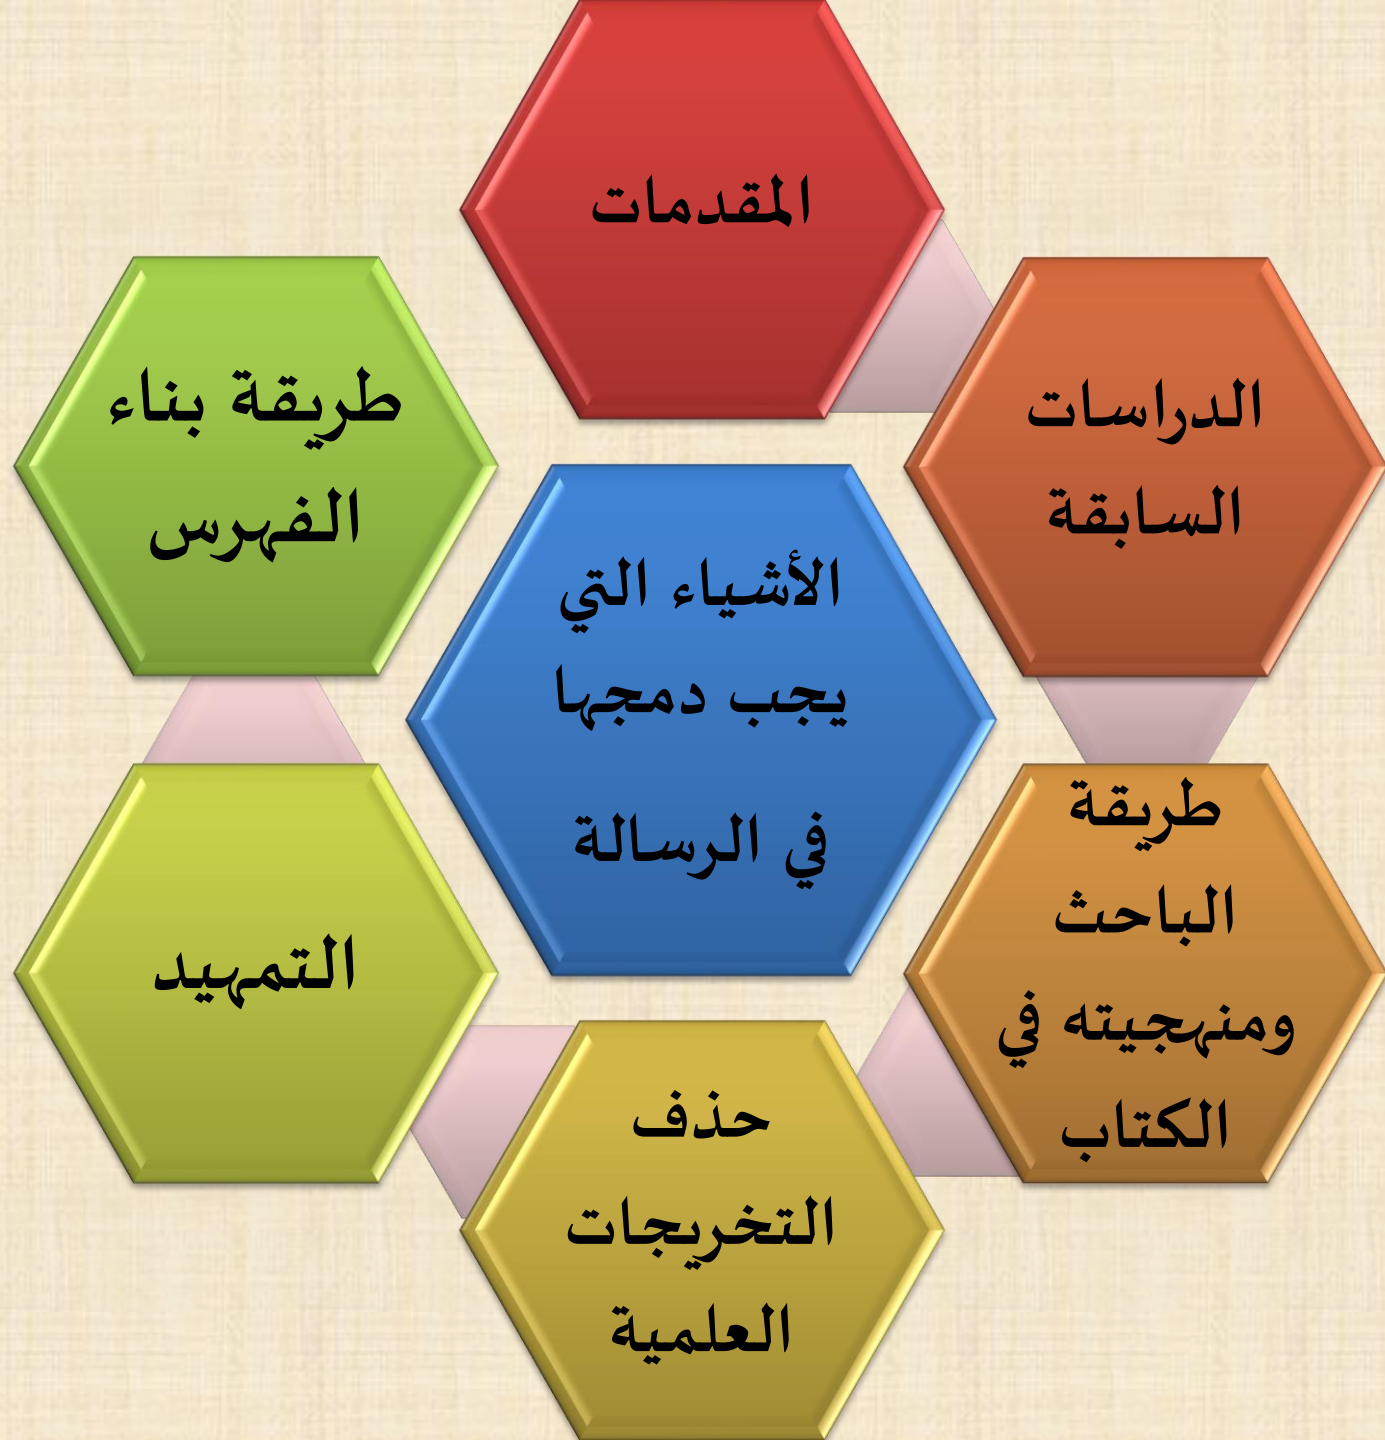 المقدمات
الدراسات
السابقة
طريقة
الباحث
ومنهجيته في
الكتاب
حذف
التخريجات
العلمية
التمهيد
طريقة بناء
الفهرس
الأشياء التي
يجب دمجها
في الرسالة